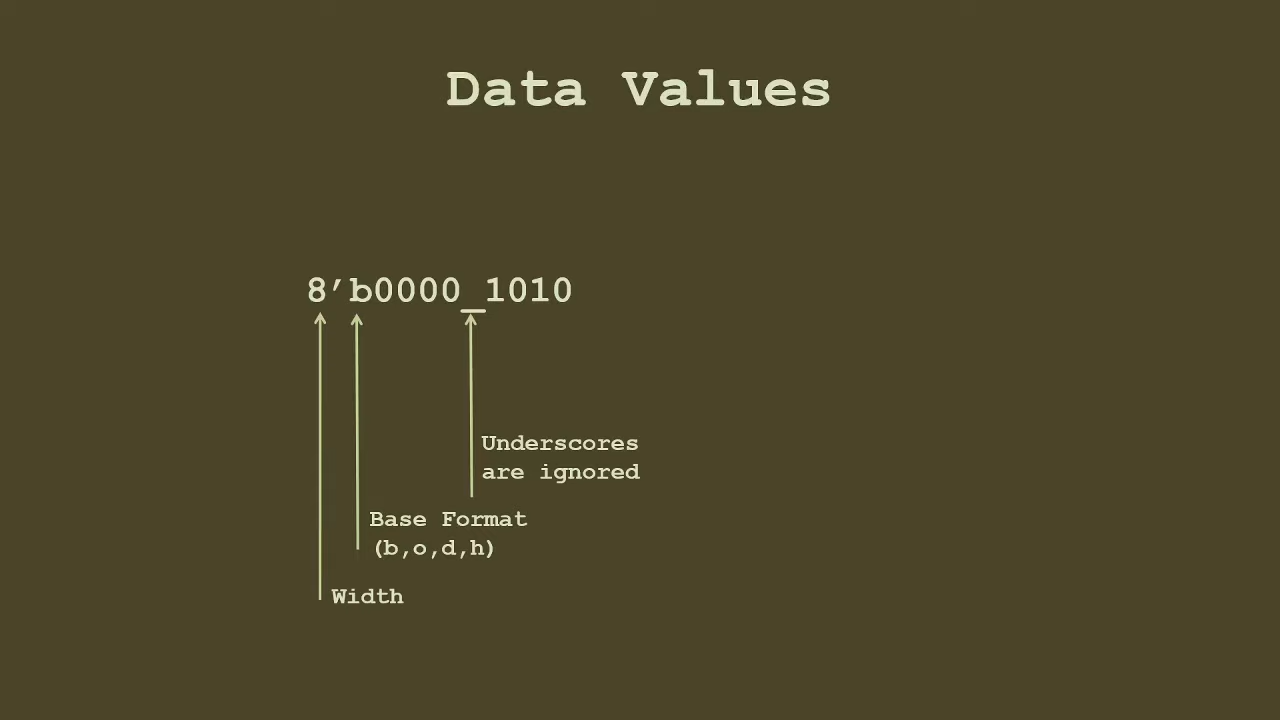 Data Values
8’b0000_1010
Underscores
are ignored
Base Format
(b,o,d,h)
Width